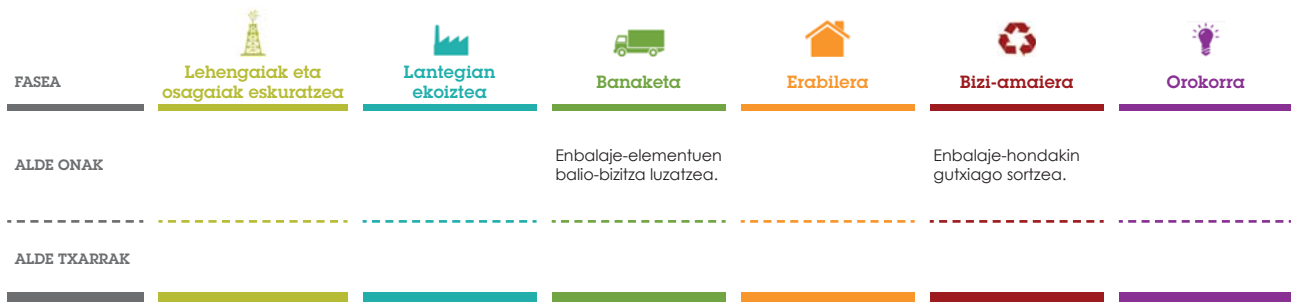 FASEA
Lehengaiak eta
osagaiak eskuratzea
Lantegian
ekoiztea
Banaketa
Erabilera
Bizi-amaiera
Orokorra
ALDE ONAK
Enbalaje-elementuen
balio-bizitza luzatzea.
Enbalaje-hondakin
gutxiago sortzea.
ALDE TXARRAK